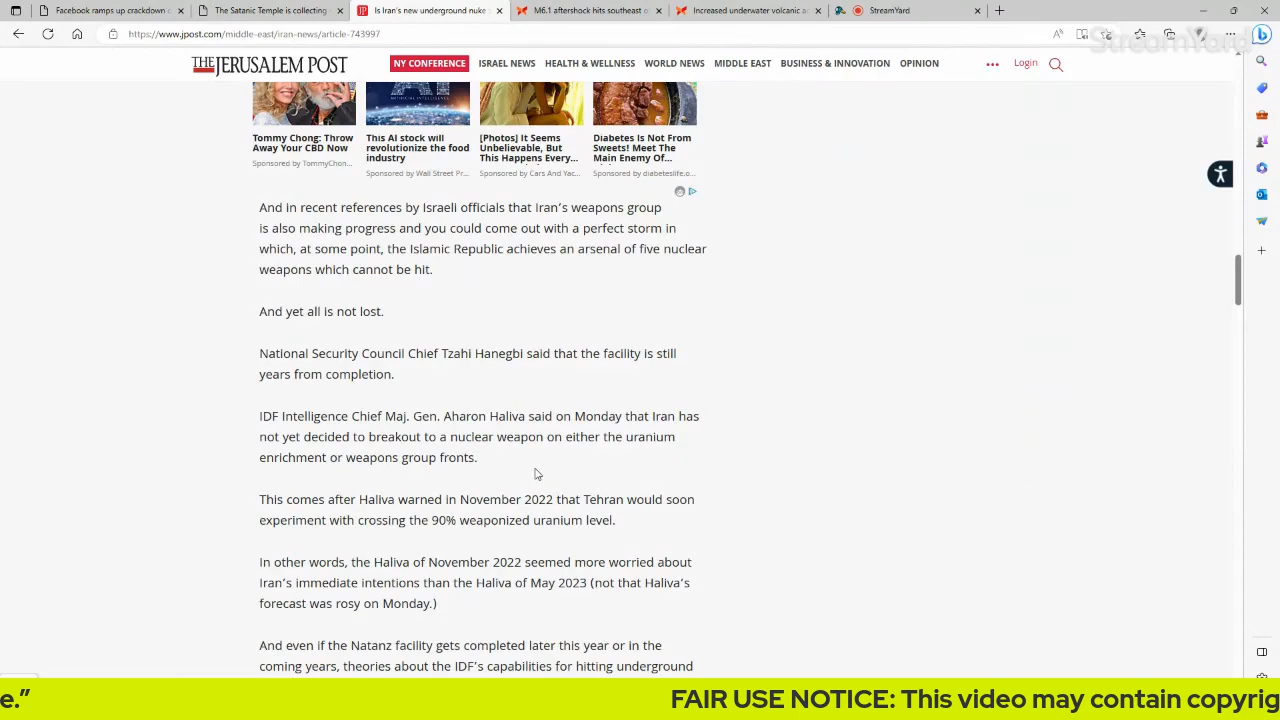 Facebook ramps up crackdown o
The Satanic Temple is collecting
Is Iran's new underground nuke
M6.1 aftershock hits southeast o
Increased underwater volcanic ac
StreamYard
https://www.jpost.com/middle-east/iran-news/article-743997
StreamYard
THE JERUSALEM POST
NY CONFERENCE
ISRAEL NEWS
HEALTH & WELLNESS
WORLD NEWS
MIDDLE EAST
BUSINESS & INNOVATION
OPINION
Login
AI
ARTIFICIAL INTELLIGENCE
Tommy Chong: Throw
Away Your CBD Now
Sponsored by TommyChon...
This AI stock will
revolutionize the food
industry
Sponsored by Wall Street Pr...
[Photos] It Seems
Unbelievable, But
This Happens Every...
Sponsored by Cars And Yac...
Diabetes Is Not From
Sweets! Meet The
Main Enemy Of...
Sponsored by diabeteslife.o...
And in recent references by Israeli officials that Iran's weapons group
is also making progress and you could come out with a perfect storm in
which, at some point, the Islamic Republic achieves an arsenal of five nuclear
weapons which cannot be hit.
And yet all is not lost.
National Security Council Chief Tzahi Hanegbi said that the facility is still
years from completion.
IDF Intelligence Chief Maj. Gen. Aharon Haliva said on Monday that Iran has
not yet decided to breakout to a nuclear weapon on either the uranium
enrichment or weapons group fronts.
This comes after Haliva warned in November 2022 that Tehran would soon
experiment with crossing the 90% weaponized uranium level.
In other words, the Haliva of November 2022 seemed more worried about
Iran's immediate intentions than the Haliva of May 2023 (not that Haliva's
forecast was rosy on Monday.)
And even if the Natanz facility gets completed later this year or in the
coming years, theories about the IDF's capabilities for hitting underground
e.”
FAIR USE NOTICE: This video may contain copyrig